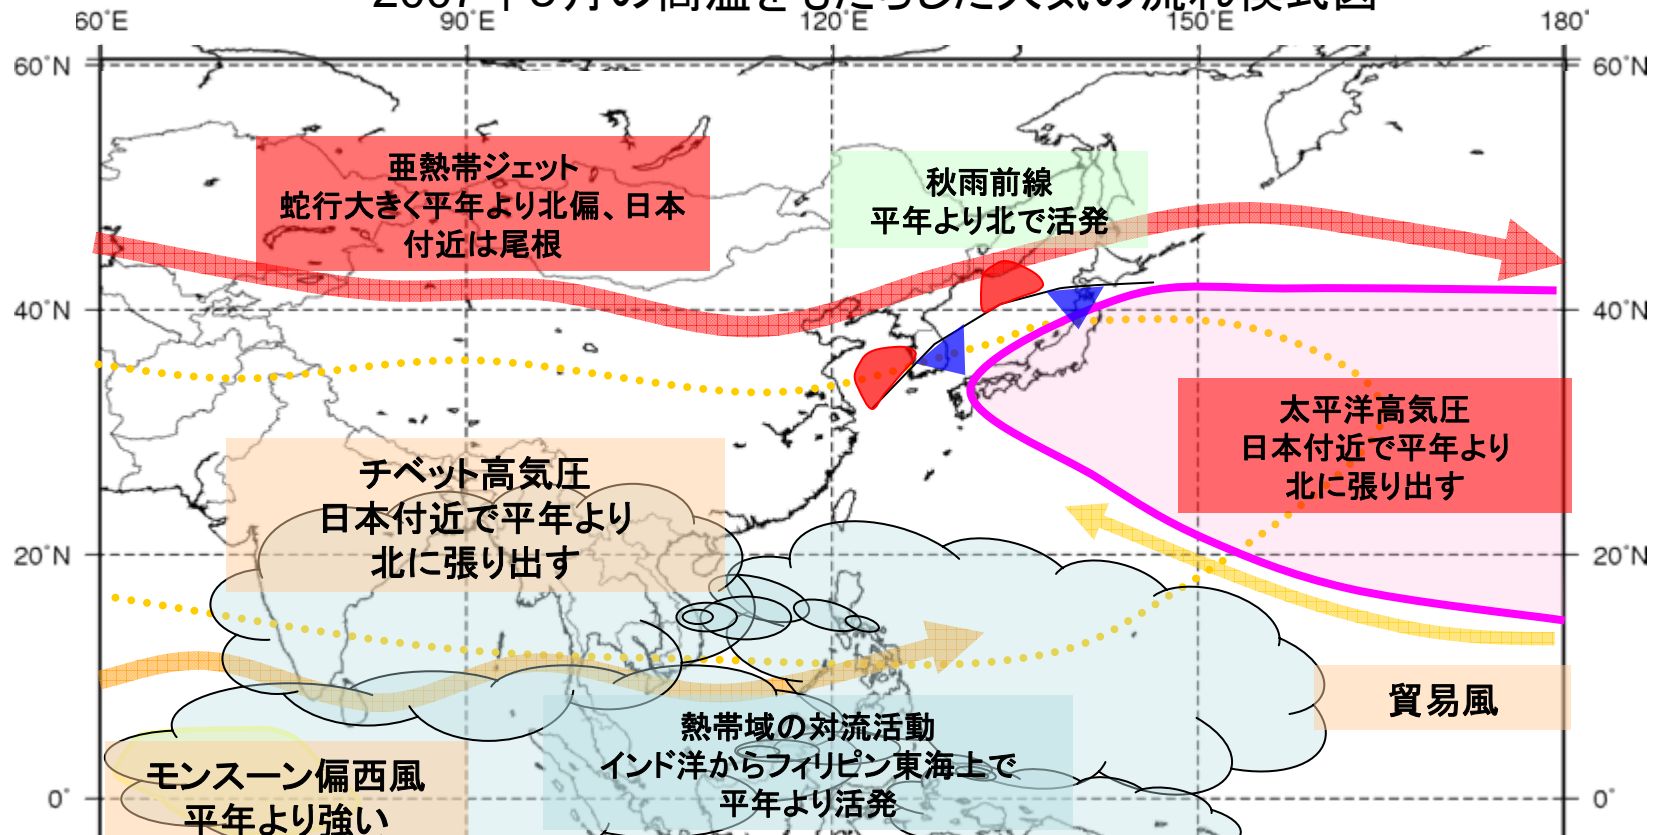 60°E
90°E
120°E
150°E
180°
60°N
60°N
亜熱帯ジェット
蛇行大きく平年より北偏、日本
付近は尾根
秋雨前線
平年より北で活発
40°N
40°N
太平洋高気圧
日本付近で平年より
北に張り出す
チベット高気圧
日本付近で平年より
北に張り出す
20°N
20°N
貿易風
熱帯域の対流活動
インド洋からフィリピン東海上で
平年より活発
モンスーン偏西風
平年より強い
0°
0°